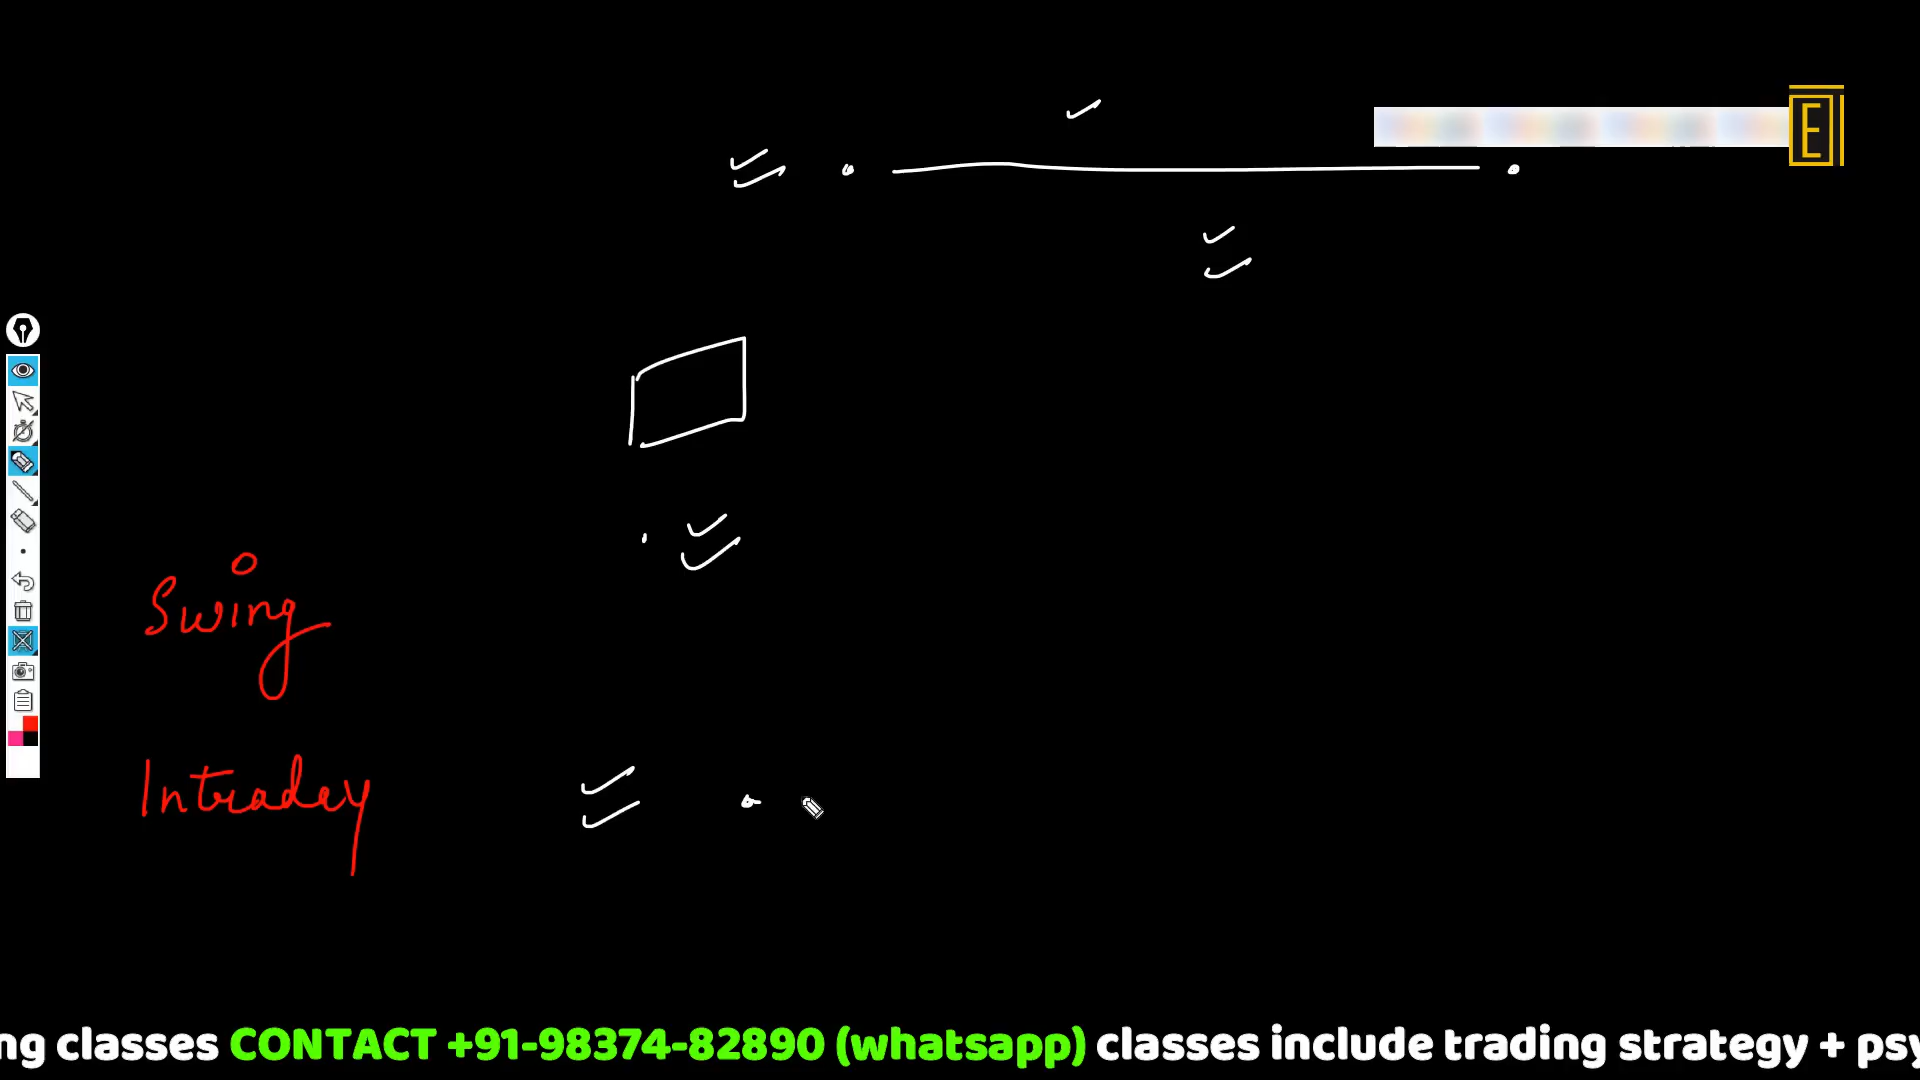 E
Swing
Intraday
ng classes CONTACT +91-98374-82890 (whatsapp) classes include trading strategy + psy